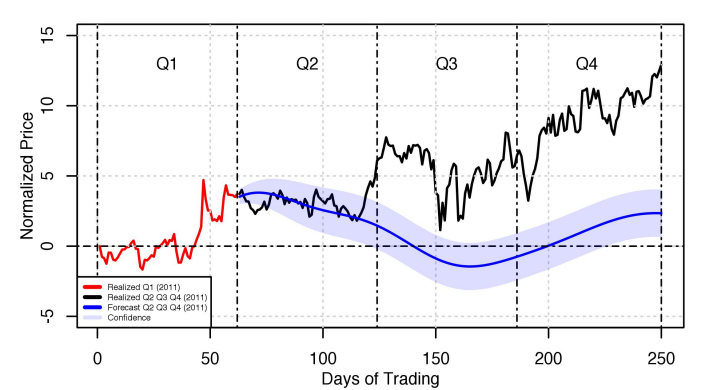 Q1 Q2 Q3 Q4
15
10
5
0
-5
Normalized Price
Realized Q1 (2011)
Realized Q2 Q3 Q4 (2011)
Forecast Q2 Q3 Q4 (2011)
Confidence
0 50 100 150 200 250
Days of Trading